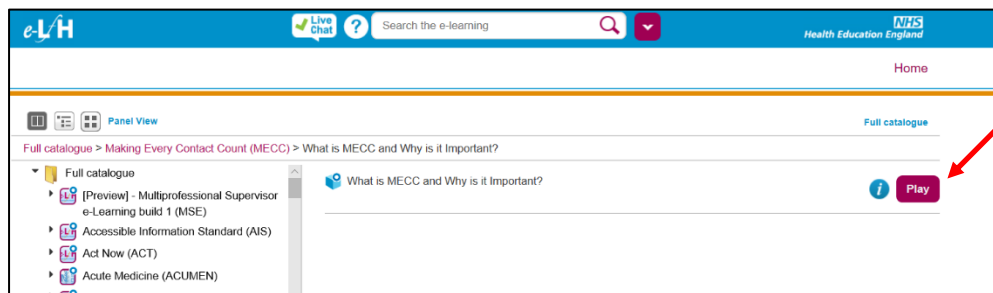 e-LfH
Live Chat
?
Search the e-learning
NHS
Health Education England
Home
Panel View
Full catalogue
Full catalogue > Making Every Contact Count (MECC) > What is MECC and Why is it Important?
Full catalogue
[Preview] - Multiprofessional Supervisor
e-Learning build 1 (MSE)
Accessible Information Standard (AIS)
Act Now (ACT)
Acute Medicine (ACUMEN)
What is MECC and Why is it Important?
i
Play